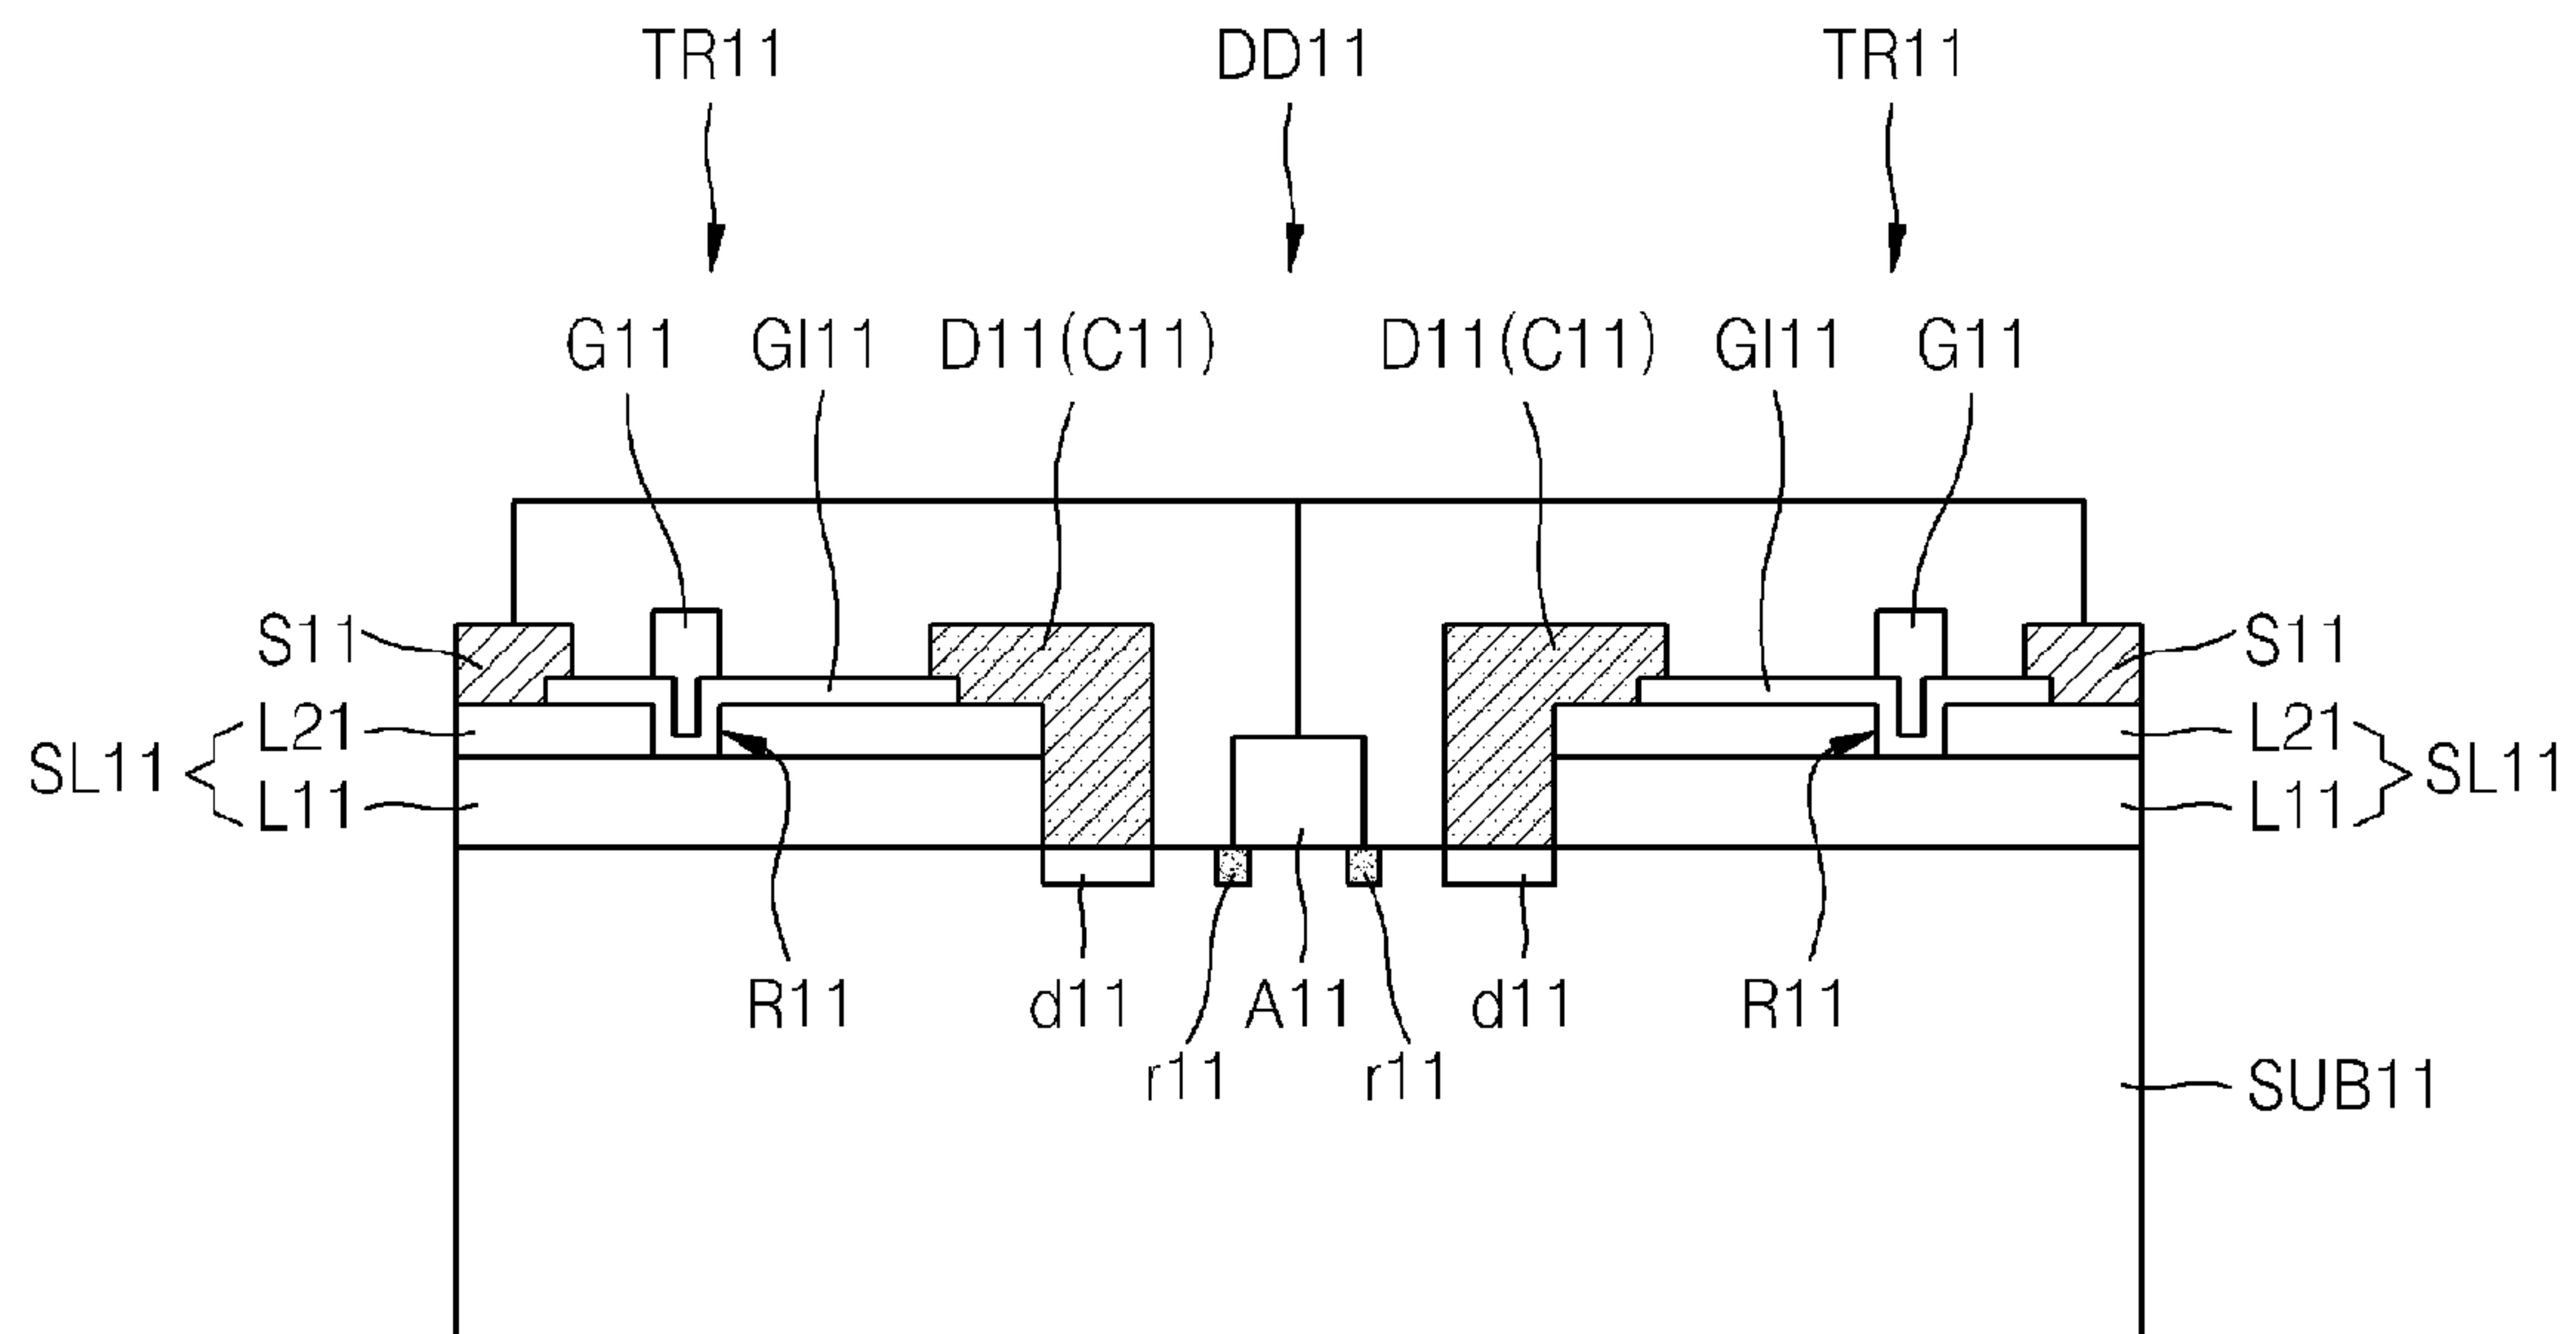 TR11 DD11 TR11
G11 GI11 D11(C11) D11(C11) GI11 G11
S11 S11
L21 L21
SL11 SL11
L11 L11
R11 d11 A11 d11 R11
r11 r11
SUB11